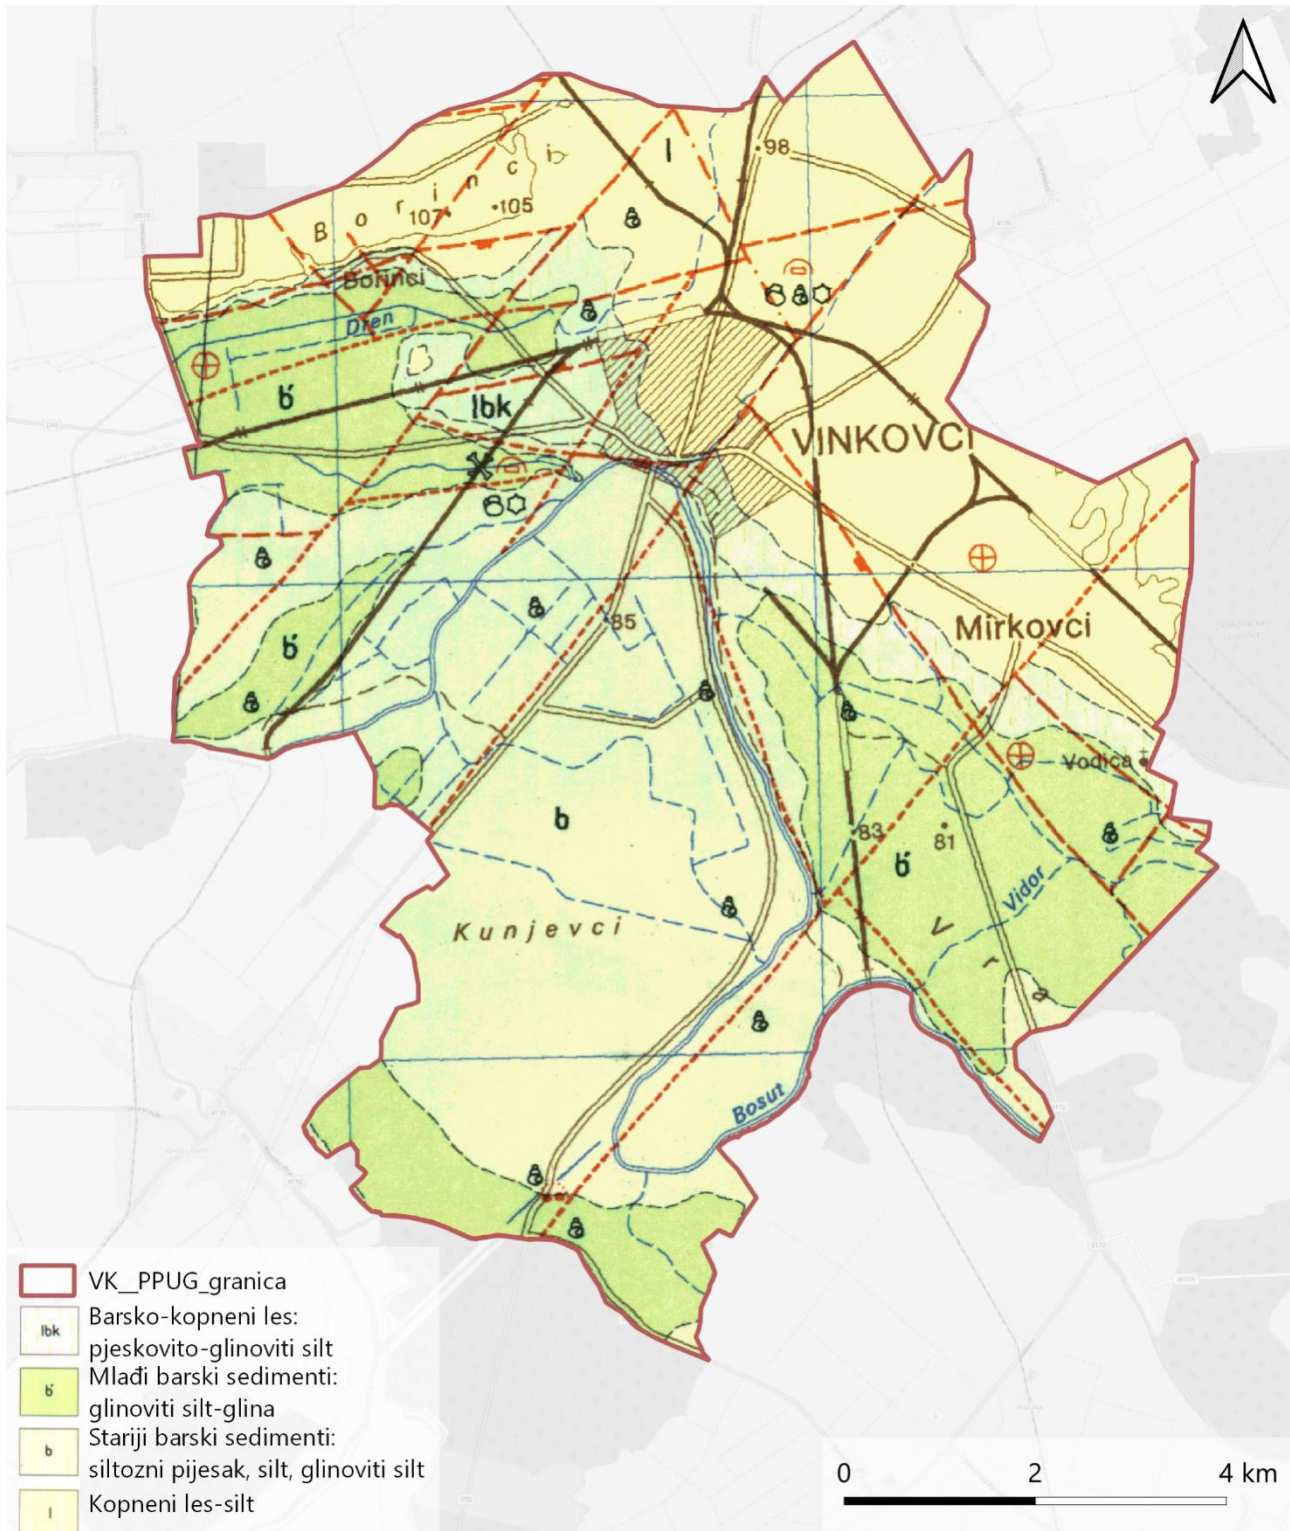 98
l
B o r i n c i
107
105
Borinci
Dren
b́
lbk
VINKOVCI
85
Mirkovci
b́
Vodica
b
83
81
b́
Vidor
Kunjevci
V r a
Bosut
VK__PPUG_granica
lbk
Barsko-kopneni les:
pjeskovito-glinoviti silt
b́
Mlađi barski sedimenti:
glinoviti silt-glina
b
Stariji barski sedimenti:
siltozni pijesak, silt, glinoviti silt
l
Kopneni les-silt
0 2 4 km